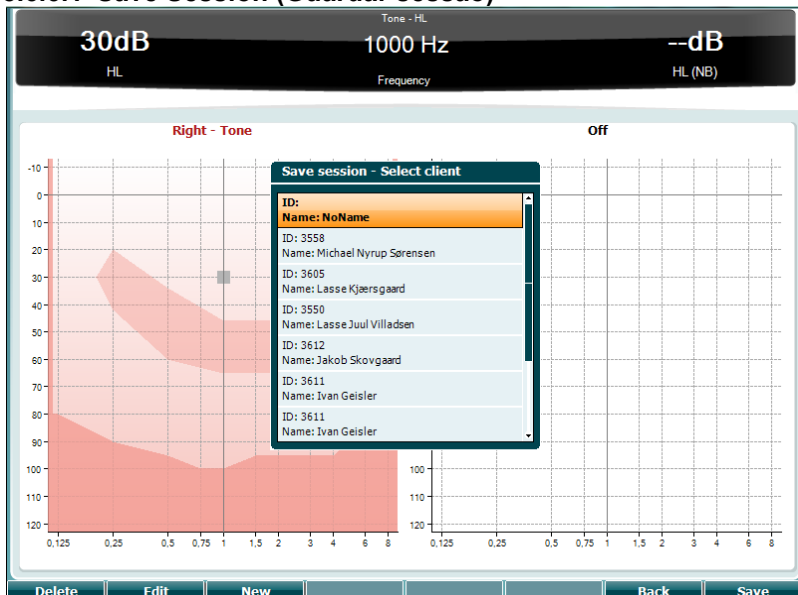 Tone - HL
30dB
1000 Hz
--dB
HL
HL (NB)
Frequency
Right - Tone
Off
Save session - Select client
ID:
Name: NoName
ID: 3558
Name: Michael Nyrup Sørensen
ID: 3605
Name: Lasse Kjærsgaard
ID: 3550
Name: Lasse Juul Villadsen
ID: 3612
Name: Jakob Skovgaard
ID: 3611
Name: Ivan Geisler
ID: 3611
Name: Ivan Geisler
-10
0
10
20
30
40
50
60
70
80
90
100
110
120
100
110
120
0,125 0,25 0,5 0,75 1 1,5 2 3 4 6 8
0,125 0,25 0,5 0,75 1 1,5 2 3 4 6 8
Delete Edit New Back Save